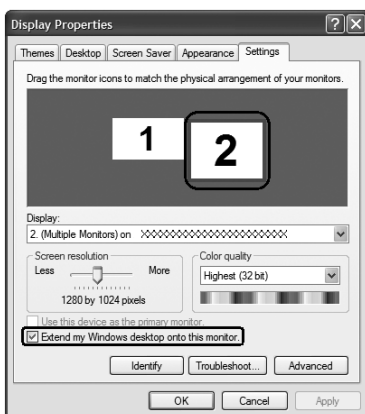 Display Properties
Themes Desktop Screen Saver Appearance Settings
Drag the monitor icons to match the physical arrangement of your monitors.
1 2
Display:
2. (Multiple Monitors) on XXXXXXXXXXXXXXXXXXXXXXXX
Screen resolution
Less More
1280 by 1024 pixels
Color quality
Highest (32 bit)
Use this device as the primary monitor.
Extend my Windows desktop onto this monitor.
Identify Troubleshoot... Advanced
OK Cancel Apply